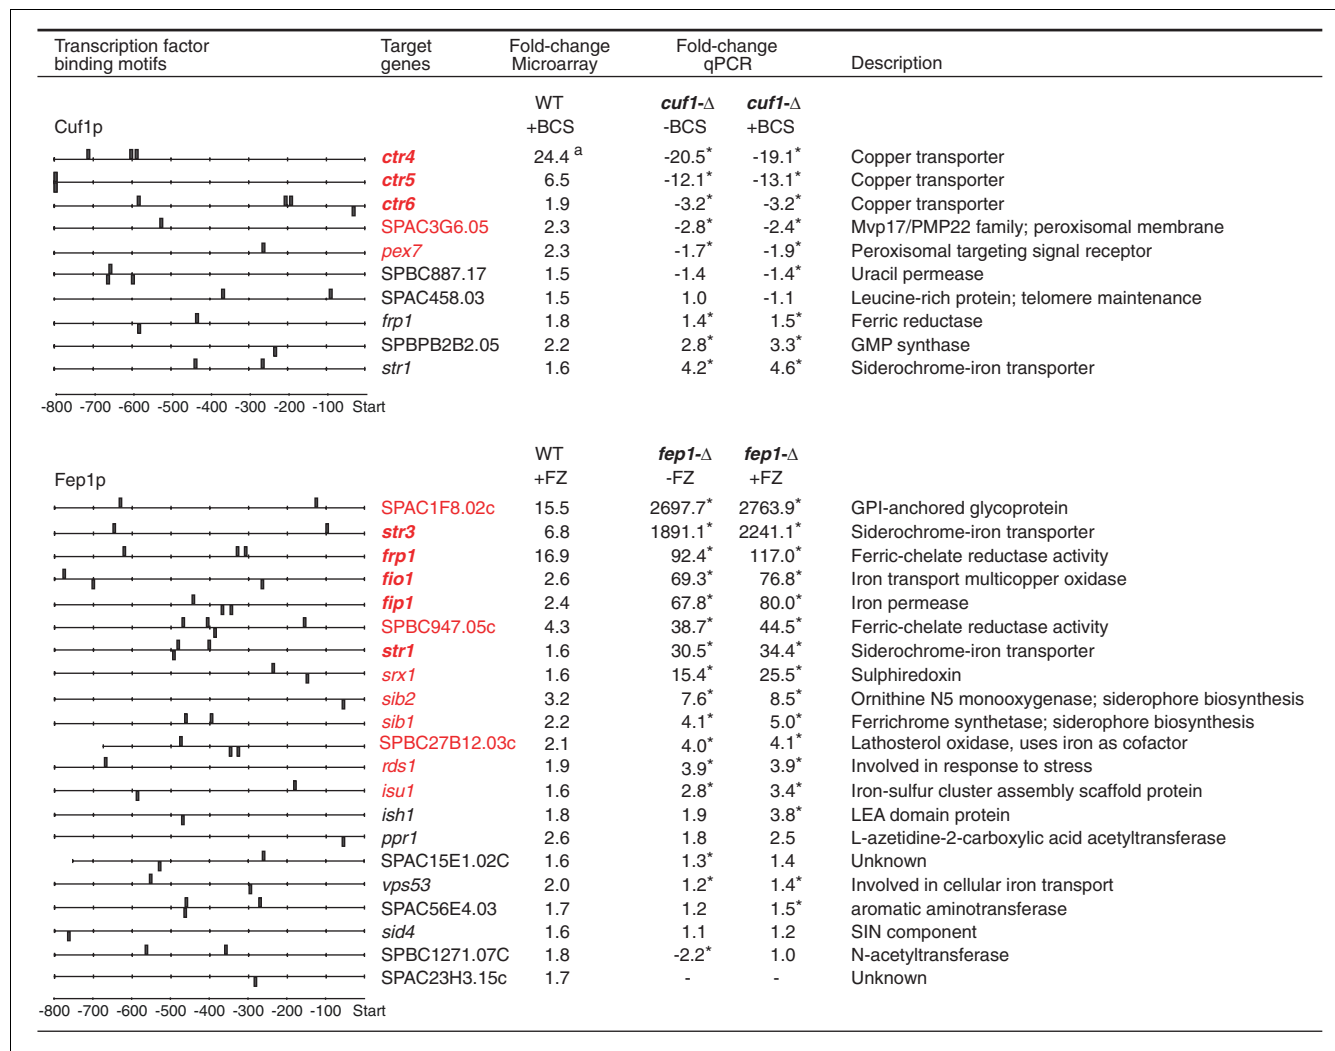 Transcription factor binding motifs Target genes Fold-change Microarray Fold-change qPCR Description
WT cuf1-Δ cuf1-Δ
Cuf1p +BCS -BCS +BCS
ctr4 24.4 a -20.5* -19.1* Copper transporter
ctr5 6.5 -12.1* -13.1* Copper transporter
ctr6 1.9 -3.2* -3.2* Copper transporter
SPAC3G6.05 2.3 -2.8* -2.4* Mvp17/PMP22 family; peroxisomal membrane
pex7 2.3 -1.7* -1.9* Peroxisomal targeting signal receptor
SPBC887.17 1.5 -1.4 -1.4* Uracil permease
SPAC458.03 1.5 1.0 -1.1 Leucine-rich protein; telomere maintenance
frp1 1.8 1.4* 1.5* Ferric reductase
SPBPB2B2.05 2.2 2.8* 3.3* GMP synthase
str1 1.6 4.2* 4.6* Siderochrome-iron transporter
-800 -700 -600 -500 -400 -300 -200 -100 Start
WT fep1-Δ fep1-Δ
Fep1p +FZ -FZ +FZ
SPAC1F8.02c 15.5 2697.7* 2763.9* GPI-anchored glycoprotein
str3 6.8 1891.1* 2241.1* Siderochrome-iron transporter
frp1 16.9 92.4* 117.0* Ferric-chelate reductase activity
fio1 2.6 69.3* 76.8* Iron transport multicopper oxidase
fip1 2.4 67.8* 80.0* Iron permease
SPBC947.05c 4.3 38.7* 44.5* Ferric-chelate reductase activity
str1 1.6 30.5* 34.4* Siderochrome-iron transporter
srx1 1.6 15.4* 25.5* Sulphiredoxin
sib2 3.2 7.6* 8.5* Ornithine N5 monooxygenase; siderophore biosynthesis
sib1 2.2 4.1* 5.0* Ferrichrome synthetase; siderophore biosynthesis
SPBC27B12.03c 2.1 4.0* 4.1* Lathosterol oxidase, uses iron as cofactor
rds1 1.9 3.9* 3.9* Involved in response to stress
isu1 1.6 2.8* 3.4* Iron-sulfur cluster assembly scaffold protein
ish1 1.8 1.9 3.8* LEA domain protein
ppr1 2.6 1.8 2.5 L-azetidine-2-carboxylic acid acetyltransferase
SPAC15E1.02C 1.6 1.3* 1.4 Unknown
vps53 2.0 1.2* 1.4* Involved in cellular iron transport
SPAC56E4.03 1.7 1.2 1.5* aromatic aminotransferase
sid4 1.6 1.1 1.2 SIN component
SPBC1271.07C 1.8 -2.2* 1.0 N-acetyltransferase
SPAC23H3.15c 1.7 - - Unknown
-800 -700 -600 -500 -400 -300 -200 -100 Start